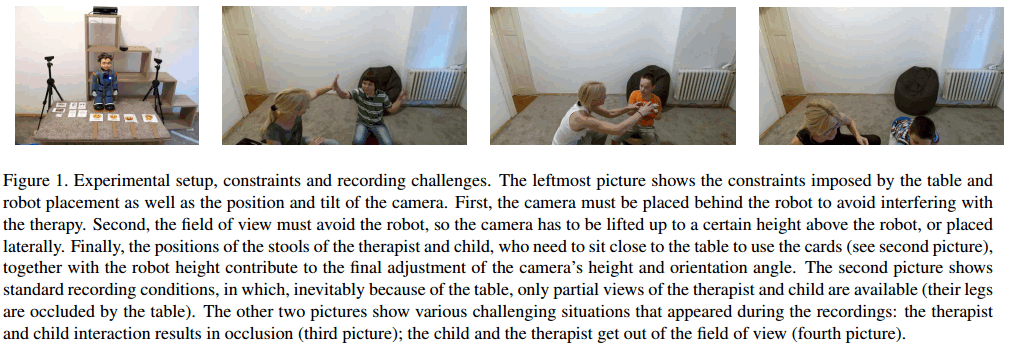 Figure 1. Experimental setup, constraints and recording challenges. The leftmost picture shows the constraints imposed by the table and
robot placement as well as the position and tilt of the camera. First, the camera must be placed behind the robot to avoid interfering with
the therapy. Second, the field of view must avoid the robot, so the camera has to be lifted up to a certain height above the robot, or placed
laterally. Finally, the positions of the stools of the therapist and child, who need to sit close to the table to use the cards (see second picture),
together with the robot height contribute to the final adjustment of the camera's height and orientation angle. The second picture shows
standard recording conditions, in which, inevitably because of the table, only partial views of the therapist and child are available (their legs
are occluded by the table). The other two pictures show various challenging situations that appeared during the recordings: the therapist
and child interaction results in occlusion (third picture); the child and the therapist get out of the field of view (fourth picture).